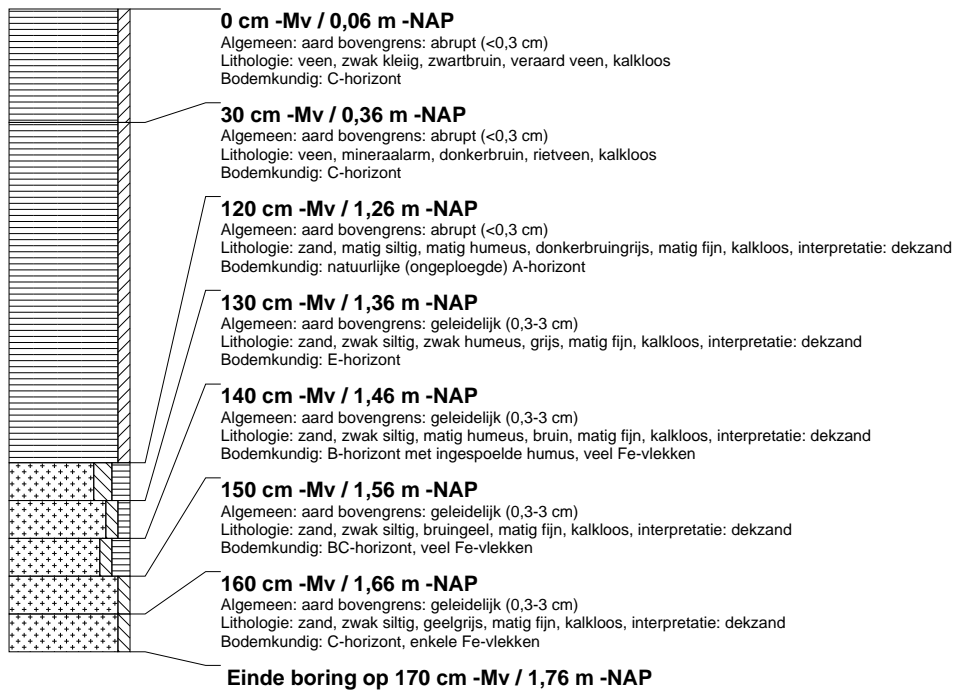 0 cm -Mv / 0,06 m -NAP
Algemeen: aard bovengrens: abrupt (<0,3 cm)
Lithologie: veen, zwak kleiig, zwartbruin, veraard veen, kalkloos
Bodemkundig: C-horizont
30 cm -Mv / 0,36 m -NAP
Algemeen: aard bovengrens: abrupt (<0,3 cm)
Lithologie: veen, mineraalarm, donkerbruin, rietveen, kalkloos
Bodemkundig: C-horizont
120 cm -Mv / 1,26 m -NAP
Algemeen: aard bovengrens: abrupt (<0,3 cm)
Lithologie: zand, matig siltig, matig humeus, donkerbruingrijs, matig fijn, kalkloos, interpretatie: dekzand
Bodemkundig: natuurlijke (ongeploegde) A-horizont
130 cm -Mv / 1,36 m -NAP
Algemeen: aard bovengrens: geleidelijk (0,3-3 cm)
Lithologie: zand, zwak siltig, zwak humeus, grijs, matig fijn, kalkloos, interpretatie: dekzand
Bodemkundig: E-horizont
140 cm -Mv / 1,46 m -NAP
Algemeen: aard bovengrens: geleidelijk (0,3-3 cm)
Lithologie: zand, zwak siltig, matig humeus, bruin, matig fijn, kalkloos, interpretatie: dekzand
Bodemkundig: B-horizont met ingespoelde humus, veel Fe-vlekken
150 cm -Mv / 1,56 m -NAP
Algemeen: aard bovengrens: geleidelijk (0,3-3 cm)
Lithologie: zand, zwak siltig, bruingeel, matig fijn, kalkloos, interpretatie: dekzand
Bodemkundig: BC-horizont, veel Fe-vlekken
160 cm -Mv / 1,66 m -NAP
Algemeen: aard bovengrens: geleidelijk (0,3-3 cm)
Lithologie: zand, zwak siltig, geelgrijs, matig fijn, kalkloos, interpretatie: dekzand
Bodemkundig: C-horizont, enkele Fe-vlekken
Einde boring op 170 cm -Mv / 1,76 m -NAP